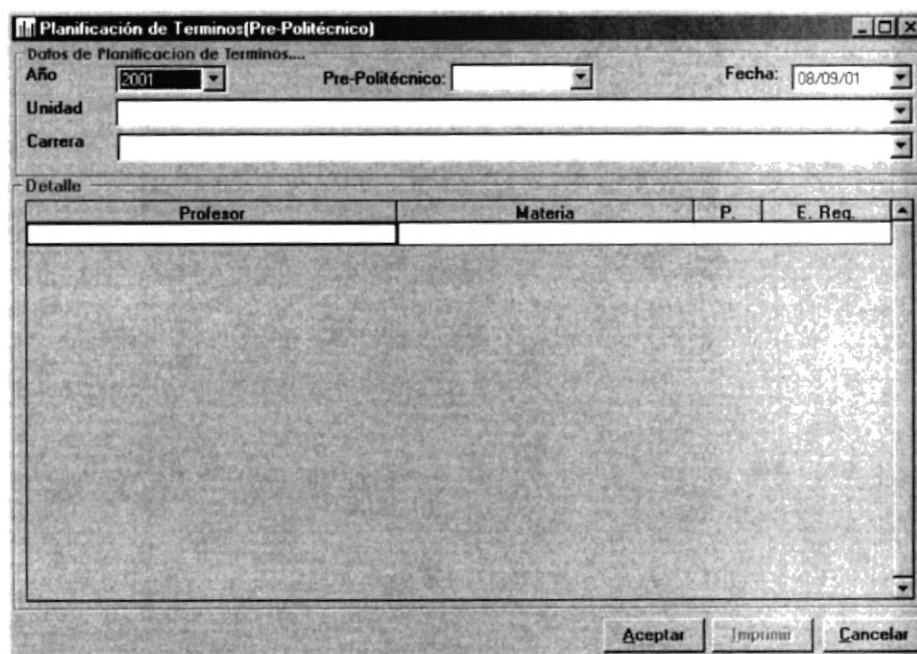 Planificación de Terminos(Pre-Politécnico)
Datos de Planificacion de Terminos....
Año 2001 Pre-Politécnico: Fecha: 08/09/01
Unidad
Carrera
Detalle
Profesor Materia P. E. Req.
Aceptar Imprimir Cancelar